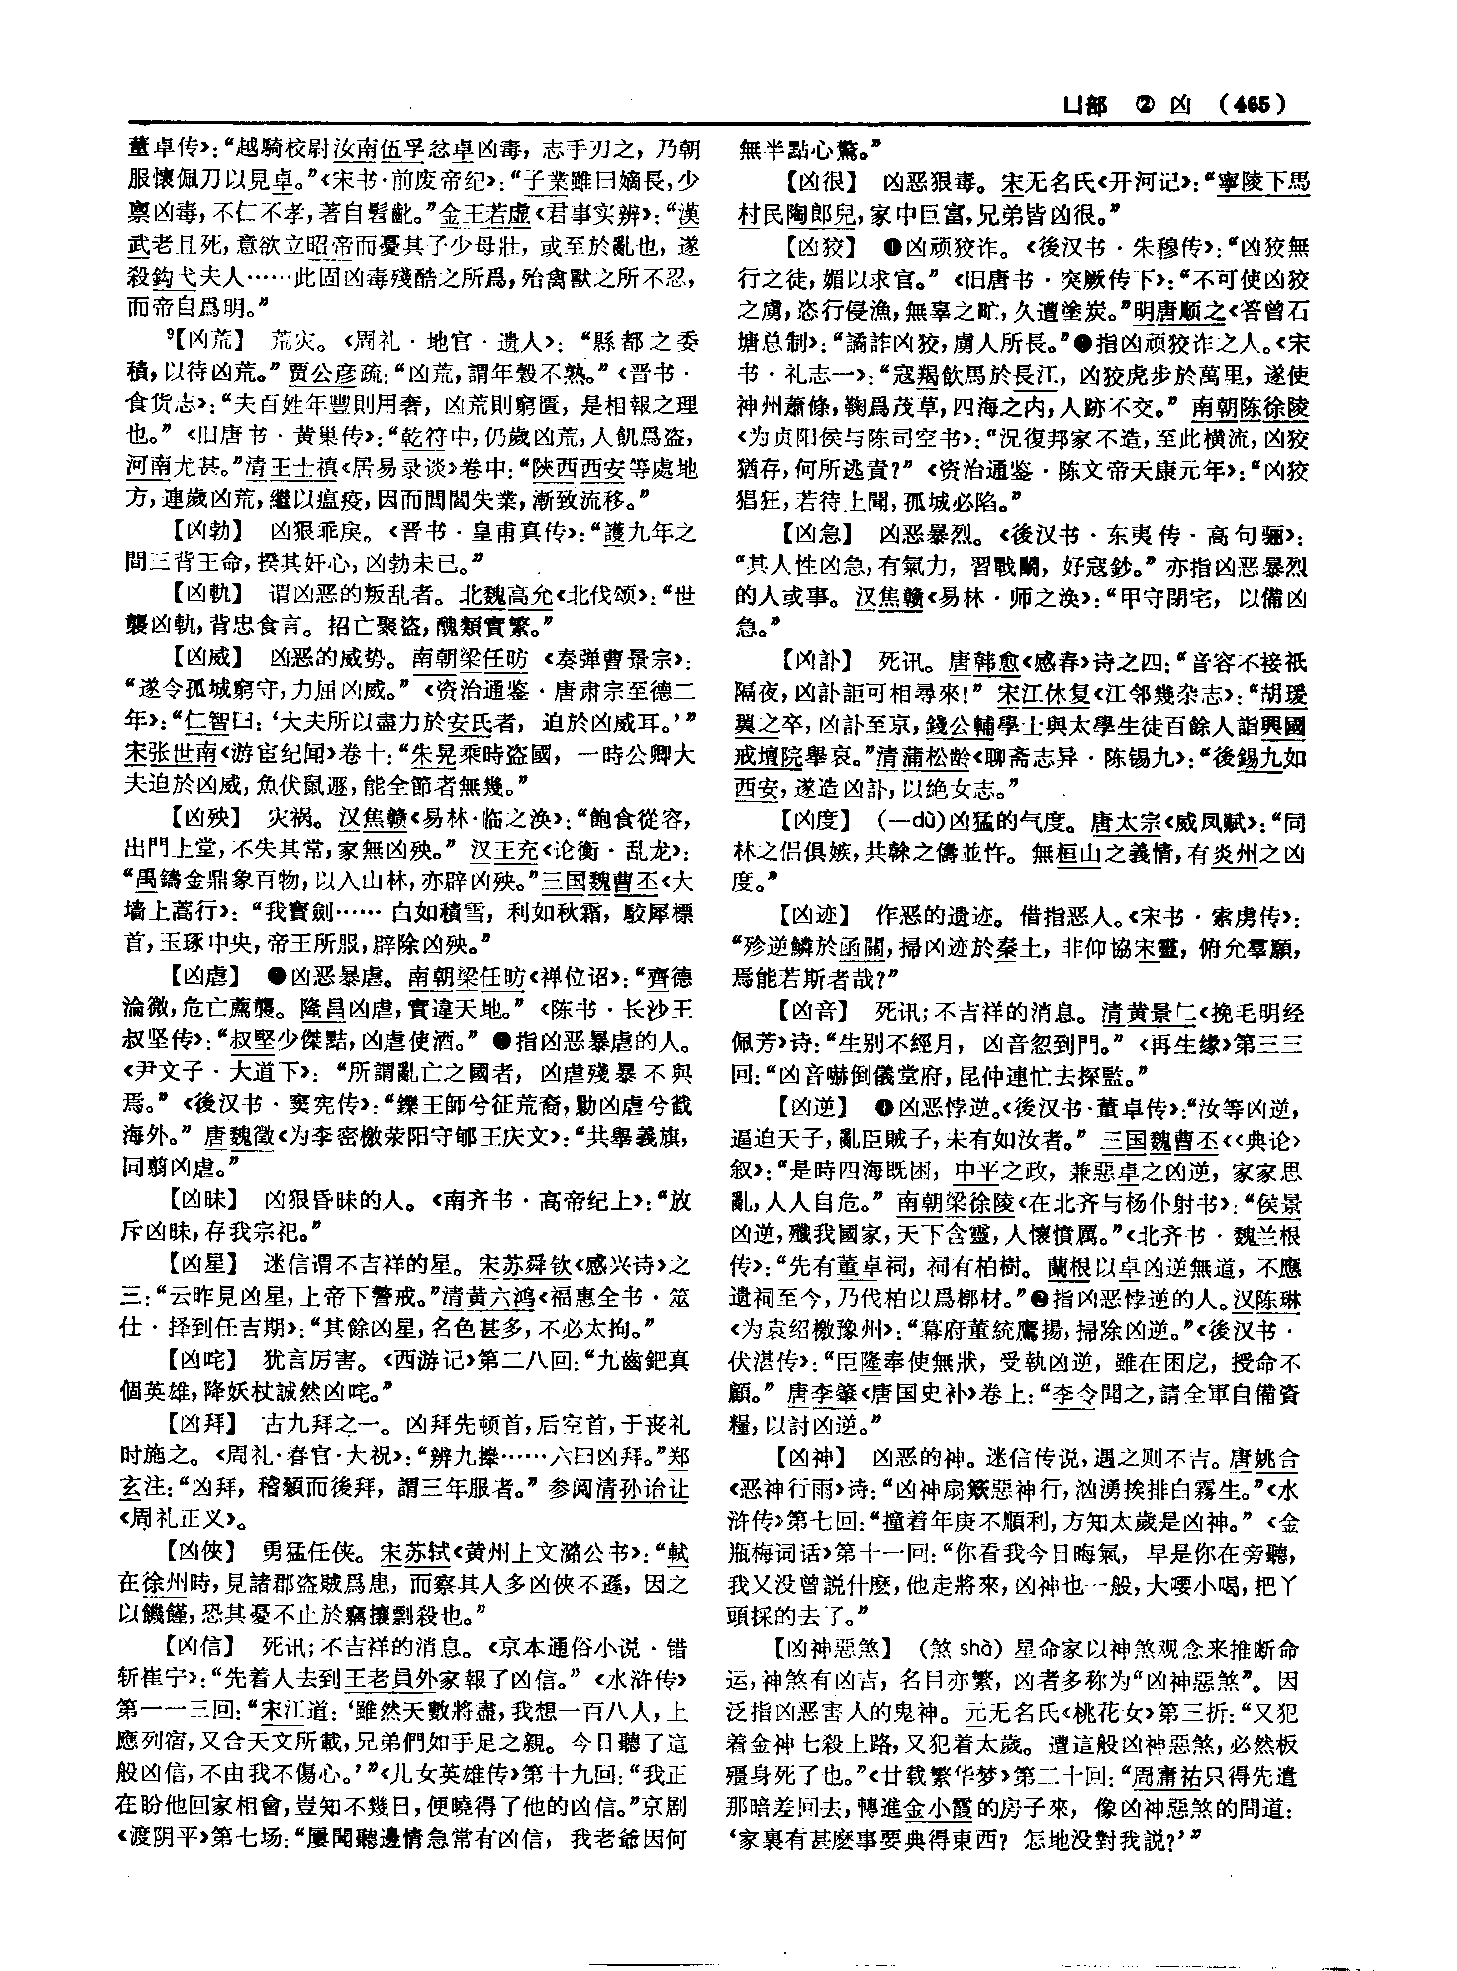 凵部　②　凶　（465）
董卓传》：“越騎校尉汝南伍孚忿卓凶毒，志手刃之，乃朝
服懷佩刀以見卓。”《宋书·前废帝纪》：“子業雖曰嫡長，少
禀凶毒，不仁不孝，著自髫齔。”金王若虚《君事实辨》：“漢
武老且死，意欲立昭帝而憂其子少母壯，或至於亂也，遂
殺鈎弋夫人……此固凶毒殘酷之所爲，殆禽獸之所不忍，
而帝自爲明。”
⁹【凶荒】　荒灾。《周礼·地官·遗人》：“縣都之委
積，以待凶荒。”贾公彦疏：“凶荒，謂年穀不熟。”《晋书·
食货志》：“夫百姓年豐則用奢，凶荒則窮匱，是相報之理
也。”《旧唐书·黄巢传》：“乾符中，仍歲凶荒，人飢爲盗，
河南尤甚。”清王士禛《居易录谈》卷中：“陝西西安等處地
方，連歲凶荒，繼以瘟疫，因而閭閻失業，漸致流移。”
【凶勃】　凶狠乖戾。《晋书·皇甫真传》：“護九年之
間三背王命，揆其奸心，凶勃未已。”
【凶軌】　谓凶恶的叛乱者。北魏高允《北伐颂》：“世
襲凶軌，背忠食言。招亡聚盜，醜類實繁。”
【凶威】　凶恶的威势。南朝梁任昉《奏弹曹景宗》：
“遂令孤城窮守，力屈凶威。”《资治通鉴·唐肃宗至德二
年》：“仁智曰：‘大夫所以盡力於安氏者，迫於凶威耳。’”
宋张世南《游宦纪闻》卷十：“朱晃乘時盜國，一時公卿大
夫迫於凶威，魚伏鼠遯，能全節者無幾。”
【凶殃】　灾祸。汉焦赣《易林·临之涣》：“飽食從容，
出門上堂，不失其常，家無凶殃。”汉王充《论衡·乱龙》：
“禹鑄金鼎象百物，以入山林，亦辟凶殃。”三国魏曹丕《大
墙上蒿行》：“我寶劍……白如積雪，利如秋霜，駮犀標
首，玉琢中央，帝王所服，辟除凶殃。”
【凶虐】　❶凶恶暴虐。南朝梁任昉《禅位诏》：“齊德
淪微，危亡薦襲。隆昌凶虐，實違天地。”《陈书·长沙王
叔坚传》：“叔堅少傑黠，凶虐使酒。”❷指凶恶暴虐的人。
《尹文子·大道下》：“所謂亂亡之國者，凶虐殘暴不與
焉。”《後汉书·窦宪传》：“鑠王師兮征荒裔，勦凶虐兮截
海外。”唐魏徵《为李密檄荥阳守郇王庆文》：“共舉義旗，
同翦凶虐。”
【凶昧】　凶狠昏昧的人。《南齐书·高帝纪上》：“放
斥凶昧，存我宗祀。”
【凶星】　迷信谓不吉祥的星。宋苏舜钦《感兴诗》之
三：“云昨見凶星，上帝下警戒。”清黄六鸿《福惠全书·筮
仕·择到任吉期》：“其餘凶星，名色甚多，不必太拘。”
【凶咤】　犹言厉害。《西游记》第二八回：“九齒鈀真
個英雄，降妖杖誠然凶咤。”
【凶拜】　古九拜之一。凶拜先顿首，后空首，于丧礼
时施之。《周礼·春官·大祝》：“辨九㩏……六曰凶拜。”郑
玄注：“凶拜，稽顙而後拜，謂三年服者。”参阅清孙诒让
《周礼正义》。
【凶侠】　勇猛任侠。宋苏轼《黄州上文潞公书》：“軾
在徐州時，見諸郡盜賊爲患，而察其人多凶俠不遜，因之
以饑饉，恐其憂不止於竊攘剽殺也。”
【凶信】　死讯；不吉祥的消息。《京本通俗小说·错
斩崔宁》：“先着人去到王老員外家報了凶信。”《水浒传》
第一一三回：“宋江道：‘雖然天數將盡，我想一百八人，上
應列宿，又合天文所載，兄弟們如手足之親。今日聽了這
般凶信，不由我不傷心。’”《儿女英雄传》第十九回：“我正
在盼他回家相會，豈知不幾日，便曉得了他的凶信。”京剧
《渡阴平》第七场：“屢聞聽邊情急常有凶信，我老爺因何
無半點心驚。”
【凶很】　凶恶狠毒。宋无名氏《开河记》：“寧陵下馬
村民陶郎兒，家中巨富，兄弟皆凶很。”
【凶狡】　❶凶顽狡诈。《後汉书·朱穆传》：“凶狡無
行之徒，媚以求官。”《旧唐书·突厥传下》：“不可使凶狡
之虜，恣行侵漁，無辜之甿，久遭塗炭。”明唐顺之《答曾石
塘总制》：“譎詐凶狡，虜人所長。”❷指凶顽狡诈之人。《宋
书·礼志一》：“寇羯飲馬於長江，凶狡虎步於萬里，遂使
神州蕭條，鞠爲茂草，四海之内，人跡不交。”南朝陈徐陵
《为贞阳侯与陈司空书》：“況復邦家不造，至此横流，凶狡
猶存，何所逃責？”《资治通鉴·陈文帝天康元年》：“凶狡
猖狂，若待上聞，孤城必陷。”
【凶急】　凶恶暴烈。《後汉书·东夷传·高句骊》：
“其人性凶急，有氣力，習戰鬭，好寇鈔。”亦指凶恶暴烈
的人或事。汉焦赣《易林·师之涣》：“甲守閉宅，以備凶
急。”
【凶訃】　死讯。唐韩愈《感春》诗之四：“音容不接祇
隔夜，凶訃詎可相尋來！”宋江休复《江邻幾杂志》：“胡瑗
翼之卒，凶訃至京，錢公輔學士與太學生徒百餘人詣興國
戒壇院舉哀。”清蒲松龄《聊斋志异·陈锡九》：“後錫九如
西安，遂造凶訃，以绝女志。”
【凶度】　（一dù）凶猛的气度。唐太宗《威凤赋》：“同
林之侣俱嫉，共榦之儔並忤。無桓山之義情，有炎州之凶
度。”
【凶迹】　作恶的遗迹。借指恶人。《宋书·索虏传》：
“殄逆鱗於函關，掃凶迹於秦土，非仰協宋靈，俯允羣願，
焉能若斯者哉？”
【凶音】　死讯；不吉祥的消息。清黄景仁《挽毛明经
佩芳》诗：“生别不經月，凶音忽到門。”《再生缘》第三三
回：“凶音嚇倒儀堂府，昆仲連忙去探監。”
【凶逆】　❶凶恶悖逆。《後汉书·董卓传》：“汝等凶逆，
逼迫天子，亂臣賊子，未有如汝者。”三国魏曹丕《〈典论〉
叙》：“是時四海既困，中平之政，兼惡卓之凶逆，家家思
亂，人人自危。”南朝梁徐陵《在北齐与杨仆射书》：“侯景
凶逆，殲我國家，天下含靈，人懷憤厲。”《北齐书·魏兰根
传》：“先有董卓祠，祠有柏樹。蘭根以卓凶逆無道，不應
遺祠至今，乃伐柏以爲槨材。”❷指凶恶悖逆的人。汉陈琳
《为袁绍檄豫州》：“幕府董統鷹揚，掃除凶逆。”《後汉书·
伏湛传》：“臣隆奉使無狀，受執凶逆，雖在困戹，授命不
顧。”唐李肇《唐国史补》卷上：“李令聞之，請全軍自備資
糧，以討凶逆。”
【凶神】　凶恶的神。迷信传说，遇之则不吉。唐姚合
《恶神行雨》诗：“凶神扇簸惡神行，汹湧挨排白霧生。”《水
浒传》第七回：“撞着年庚不順利，方知太歲是凶神。”《金
瓶梅词话》第十一回：“你看我今日晦氣，早是你在旁聽，
我又没曾説什麽，他走將來，凶神也一般，大嚘小喝，把丫
頭採的去了。”
【凶神惡煞】　（煞 shà）星命家以神煞观念来推断命
运，神煞有凶吉，名目亦繁，凶者多称为“凶神惡煞”。因
泛指凶恶害人的鬼神。元无名氏《桃花女》第三折：“又犯
着金神七殺上路，又犯着太歲。遭這般凶神惡煞，必然板
殭身死了也。”《廿载繁华梦》第二十回：“周庸祐只得先遣
那暗差回去，轉進金小霞的房子來，像凶神惡煞的問道：
‘家裏有甚麽事要典得東西？怎地没對我説？’”